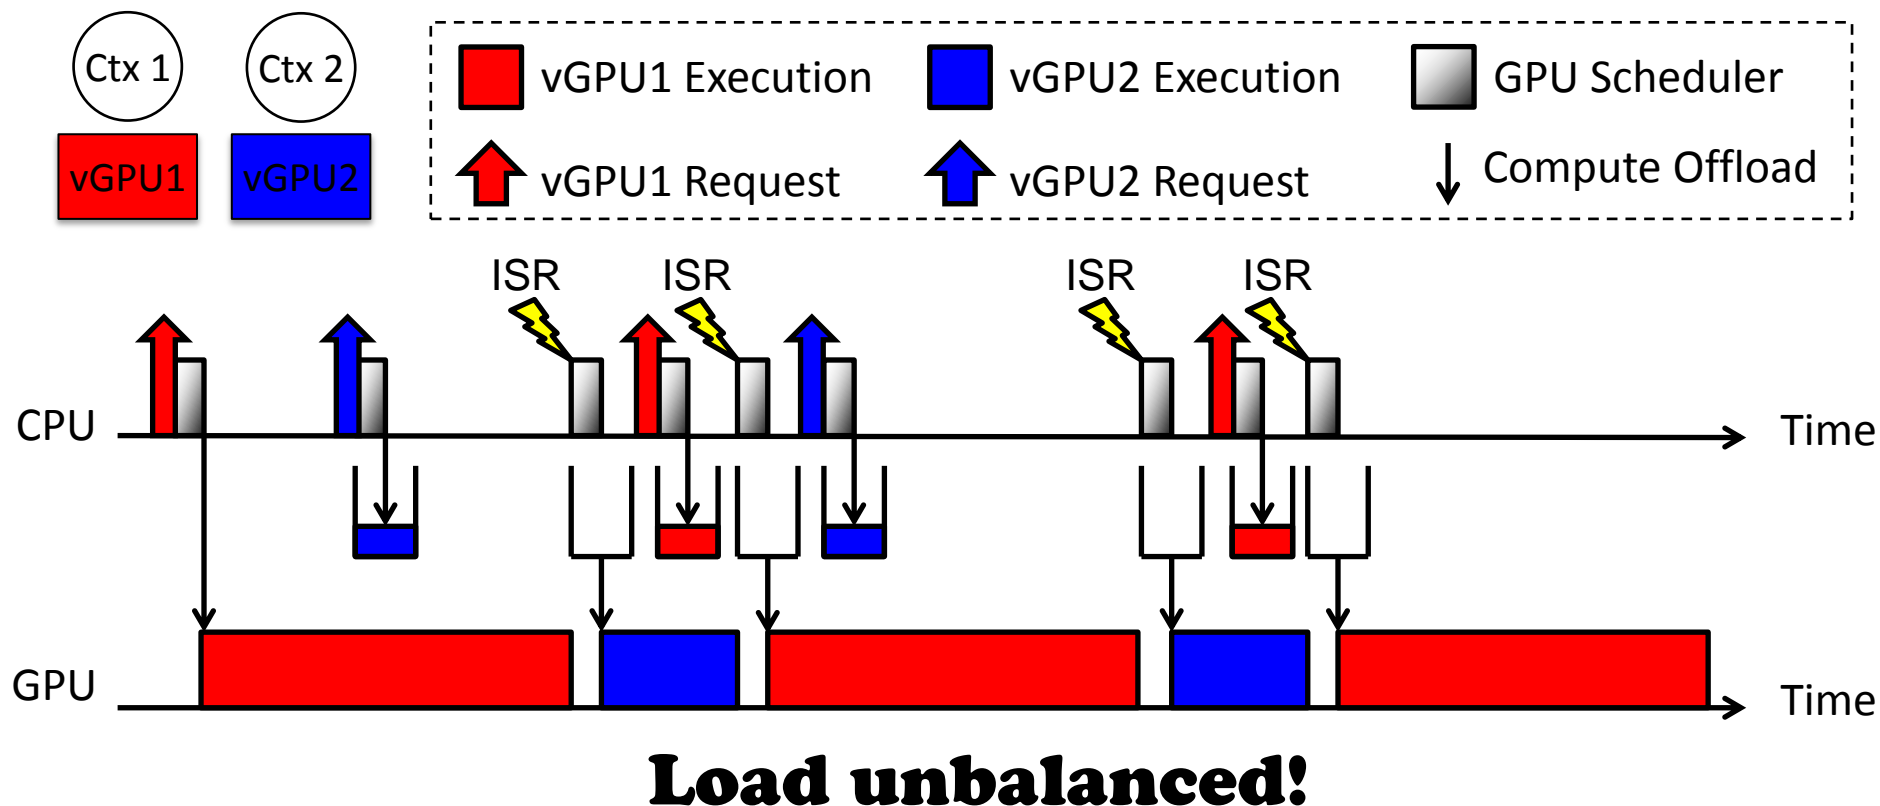 Ctx 1
Ctx 2
vGPU1
vGPU2
vGPU1 Execution
vGPU2 Execution
GPU Scheduler
vGPU1 Request
vGPU2 Request
Compute Offload
ISR
ISR
ISR
ISR
CPU
Time
GPU
Time
Load unbalanced!